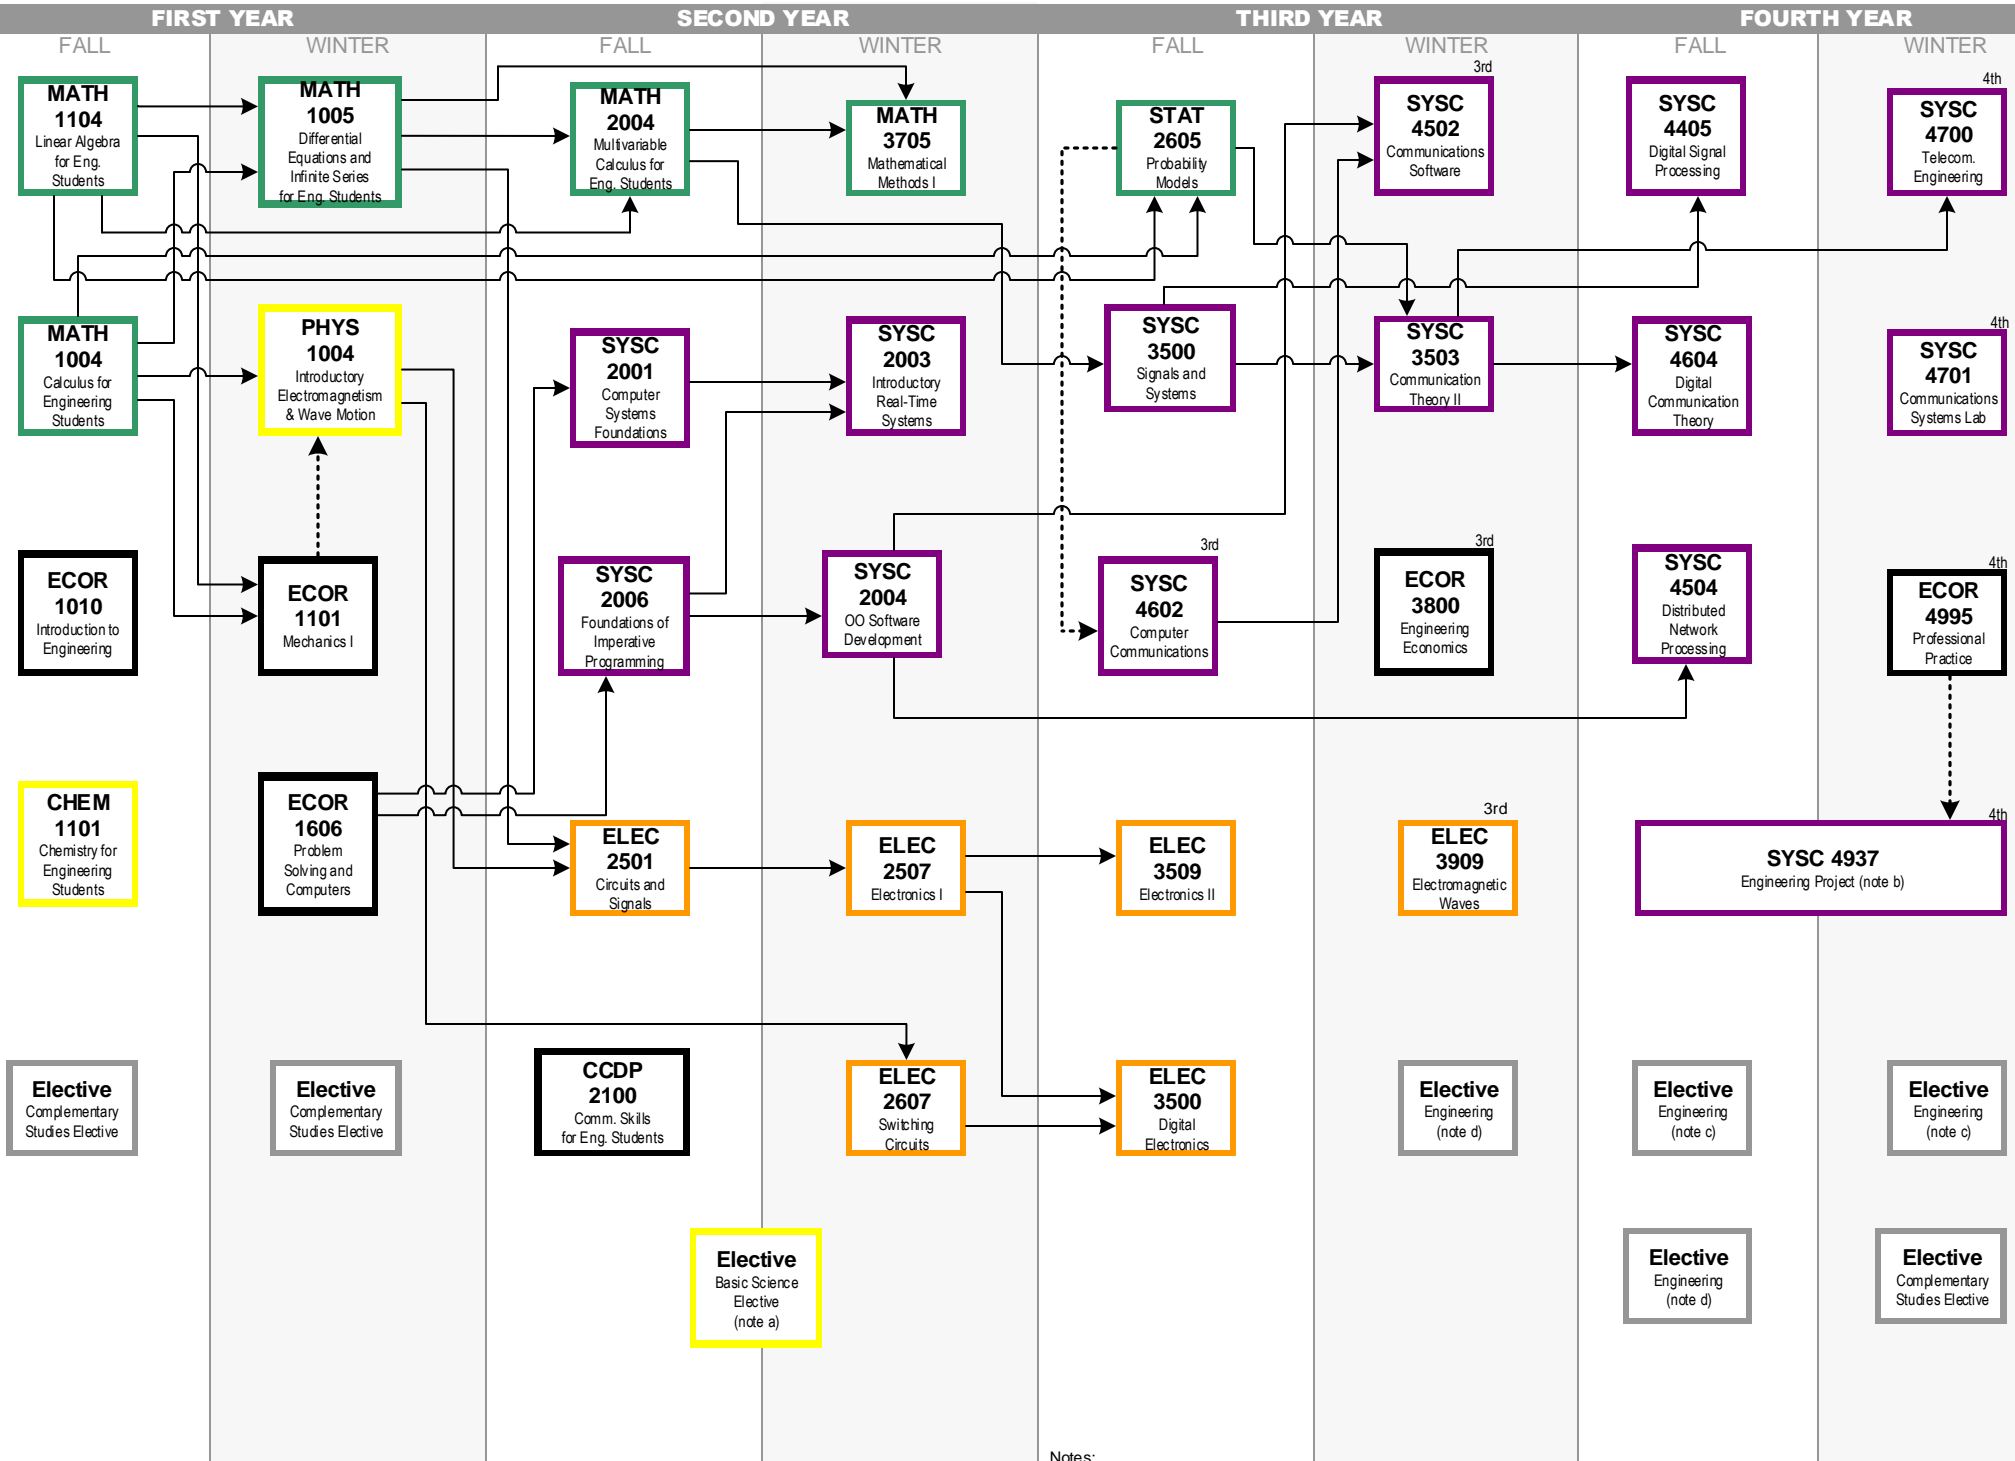 FIRST YEAR
SECOND YEAR
THIRD YEAR
FOURTH YEAR
FALL
WINTER
FALL
WINTER
FALL
WINTER
FALL
WINTER
MATH
1104
Linear Algebra
for Eng.
Students
MATH
1005
Differential
Equations and
Infinite Series
for Eng. Students
MATH
2004
Multivariable
Calculus for
Eng. Students
MATH
3705
Mathematical
Methods I
STAT
2605
Probability
Models
3rd
SYSC
4502
Communications
Software
SYSC
4405
Digital Signal
Processing
4th
SYSC
4700
Telecom.
Engineering
MATH
1004
Calculus for
Engineering
Students
PHYS
1004
Introductory
Electromagnetism
& Wave Motion
SYSC
2001
Computer
Systems
Foundations
SYSC
2003
Introductory
Real-Time
Systems
SYSC
3500
Signals and
Systems
SYSC
3503
Communication
Theory II
SYSC
4604
Digital
Communication
Theory
4th
SYSC
4701
Communications
Systems Lab
ECOR
1010
Introduction to
Engineering
ECOR
1101
Mechanics I
SYSC
2006
Foundations of
Imperative
Programming
SYSC
2004
OO Software
Development
3rd
SYSC
4602
Computer
Communications
3rd
ECOR
3800
Engineering
Economics
SYSC
4504
Distributed
Network
Processing
4th
ECOR
4995
Professional
Practice
CHEM
1101
Chemistry for
Engineering
Students
ECOR
1606
Problem
Solving and
Computers
ELEC
2501
Circuits and
Signals
ELEC
2507
Electronics I
ELEC
3509
Electronics II
3rd
ELEC
3909
Electromagnetic
Waves
4th
SYSC 4937
Engineering Project (note b)
Elective
Complementary
Studies Elective
Elective
Complementary
Studies Elective
CCDP
2100
Comm. Skills
for Eng. Students
ELEC
2607
Switching
Circuits
ELEC
3500
Digital
Electronics
Elective
Engineering
(note d)
Elective
Engineering
(note c)
Elective
Engineering
(note c)
Elective
Basic Science
Elective
(note a)
Elective
Engineering
(note d)
Elective
Complementary
Studies Elective
Notes: